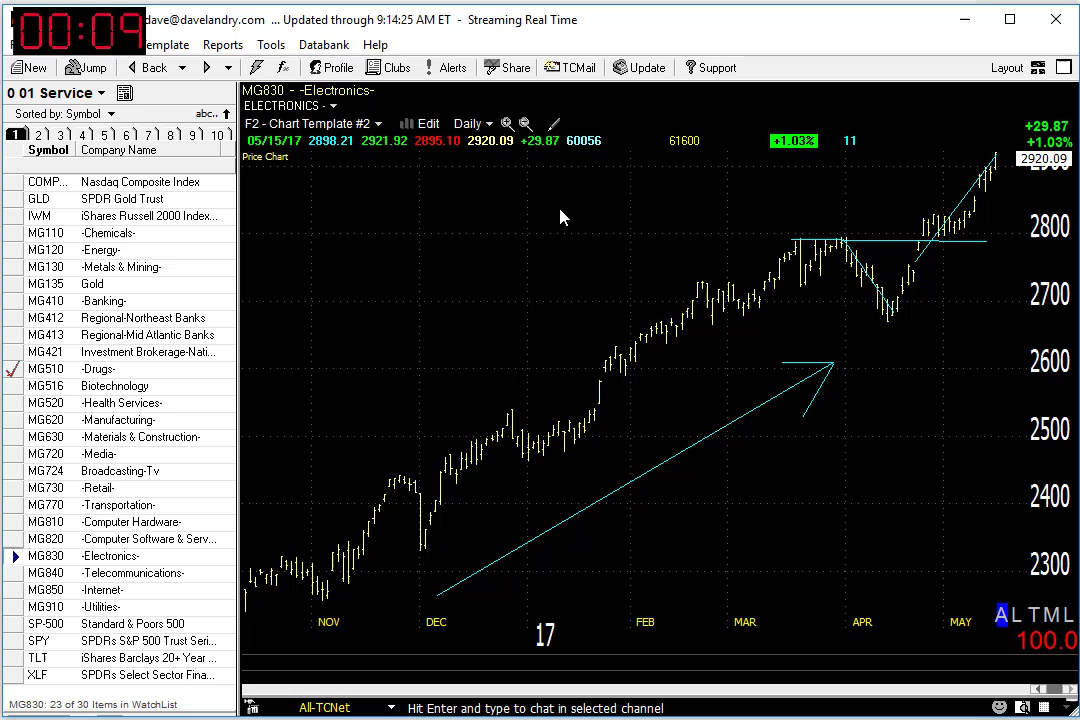 00:09
dave@davelandry.com ... Updated through 9:14:25 AM ET - Streaming Real Time
emplate Reports Tools Databank Help
New Jump Back Profile Clubs Alerts Share TCMail Update Support Layout
0 01 Service
Sorted by: Symbol abc..
1 2 3 4 5 6 7 8 9 10
Symbol Company Name
COMP... Nasdaq Composite Index
GLD SPDR Gold Trust
IWM iShares Russell 2000 Index...
MG110 -Chemicals-
MG120 -Energy-
MG130 -Metals & Mining-
MG135 Gold
MG410 -Banking-
MG412 Regional-Northeast Banks
MG413 Regional-Mid Atlantic Banks
MG421 Investment Brokerage-Nati...
MG510 -Drugs-
MG516 Biotechnology
MG520 -Health Services-
MG620 -Manufacturing-
MG630 -Materials & Construction-
MG720 -Media-
MG724 Broadcasting-Tv
MG730 -Retail-
MG770 -Transportation-
MG810 -Computer Hardware-
MG820 -Computer Software & Serv...
MG830 -Electronics-
MG840 -Telecommunications-
MG850 -Internet-
MG910 -Utilities-
SP-500 Standard & Poors 500
SPY SPDRs S&P 500 Trust Seri...
TLT iShares Barclays 20+ Year ...
XLF SPDRs Select Sector Fina...
MG830: 23 of 30 Items in WatchList
MG830 - -Electronics-
ELECTRONICS -
F2 - Chart Template #2 Edit Daily
05/15/17 2898.21 2921.92 2895.10 2920.09 +29.87 60056 61600 +1.03% 11
Price Chart
+29.87
+1.03%
2920.09
2800
2700
2600
2500
2400
2300
NOV DEC 17 FEB MAR APR MAY
A L T M L
100.0
All-TCNet Hit Enter and type to chat in selected channel